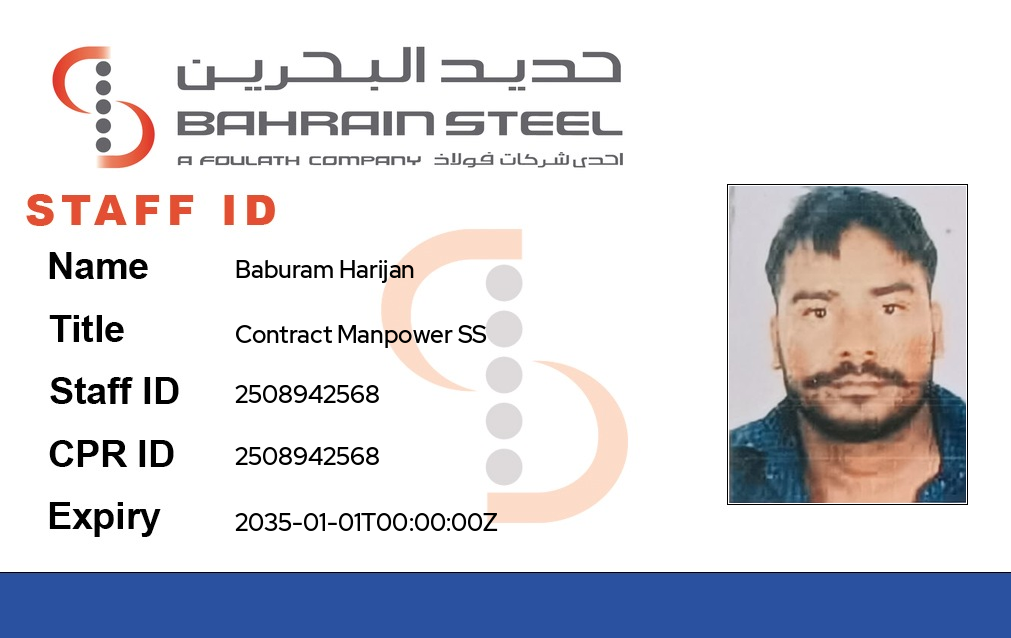 حديد البحرين
BAHRAIN STEEL
A FOULATH COMPANY احدى شركات فولاذ
STAFF ID
Name Baburam Harijan
Title Contract Manpower SS
Staff ID 2508942568
CPR ID 2508942568
Expiry 2035-01-01T00:00:00Z